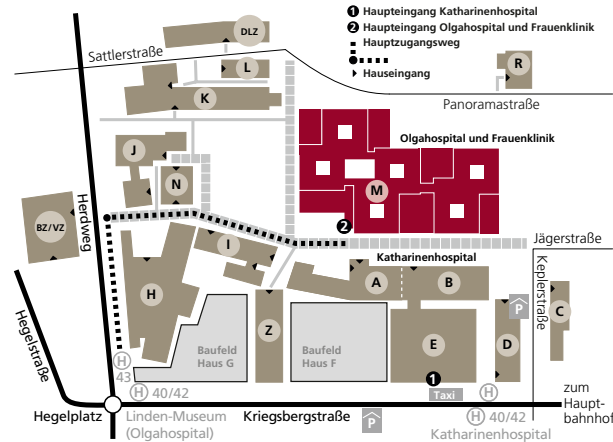 DLZ
Sattlerstraße
L
K
❶ Haupteingang Katharinenhospital
❷ Haupteingang Olgahospital und Frauenklinik
Hauptzugangsweg
Hauseingang
R
Panoramastraße
Olgahospital und Frauenklinik
J
N
M
2
BZ/VZ
Herdweg
I
Jägerstraße
Katharinenhospital
H
A
B
Keplerstraße
P
C
Hegelstraße
Z
E
D
Baufeld
Haus G
Baufeld
Haus F
H
43
1
Taxi
H
H 40/42
zum
Haupt-
bahnhof
Hegelplatz
Linden-Museum
(Olgahospital)
Kriegsbergstraße
P
H 40/42
Katharinenhospital